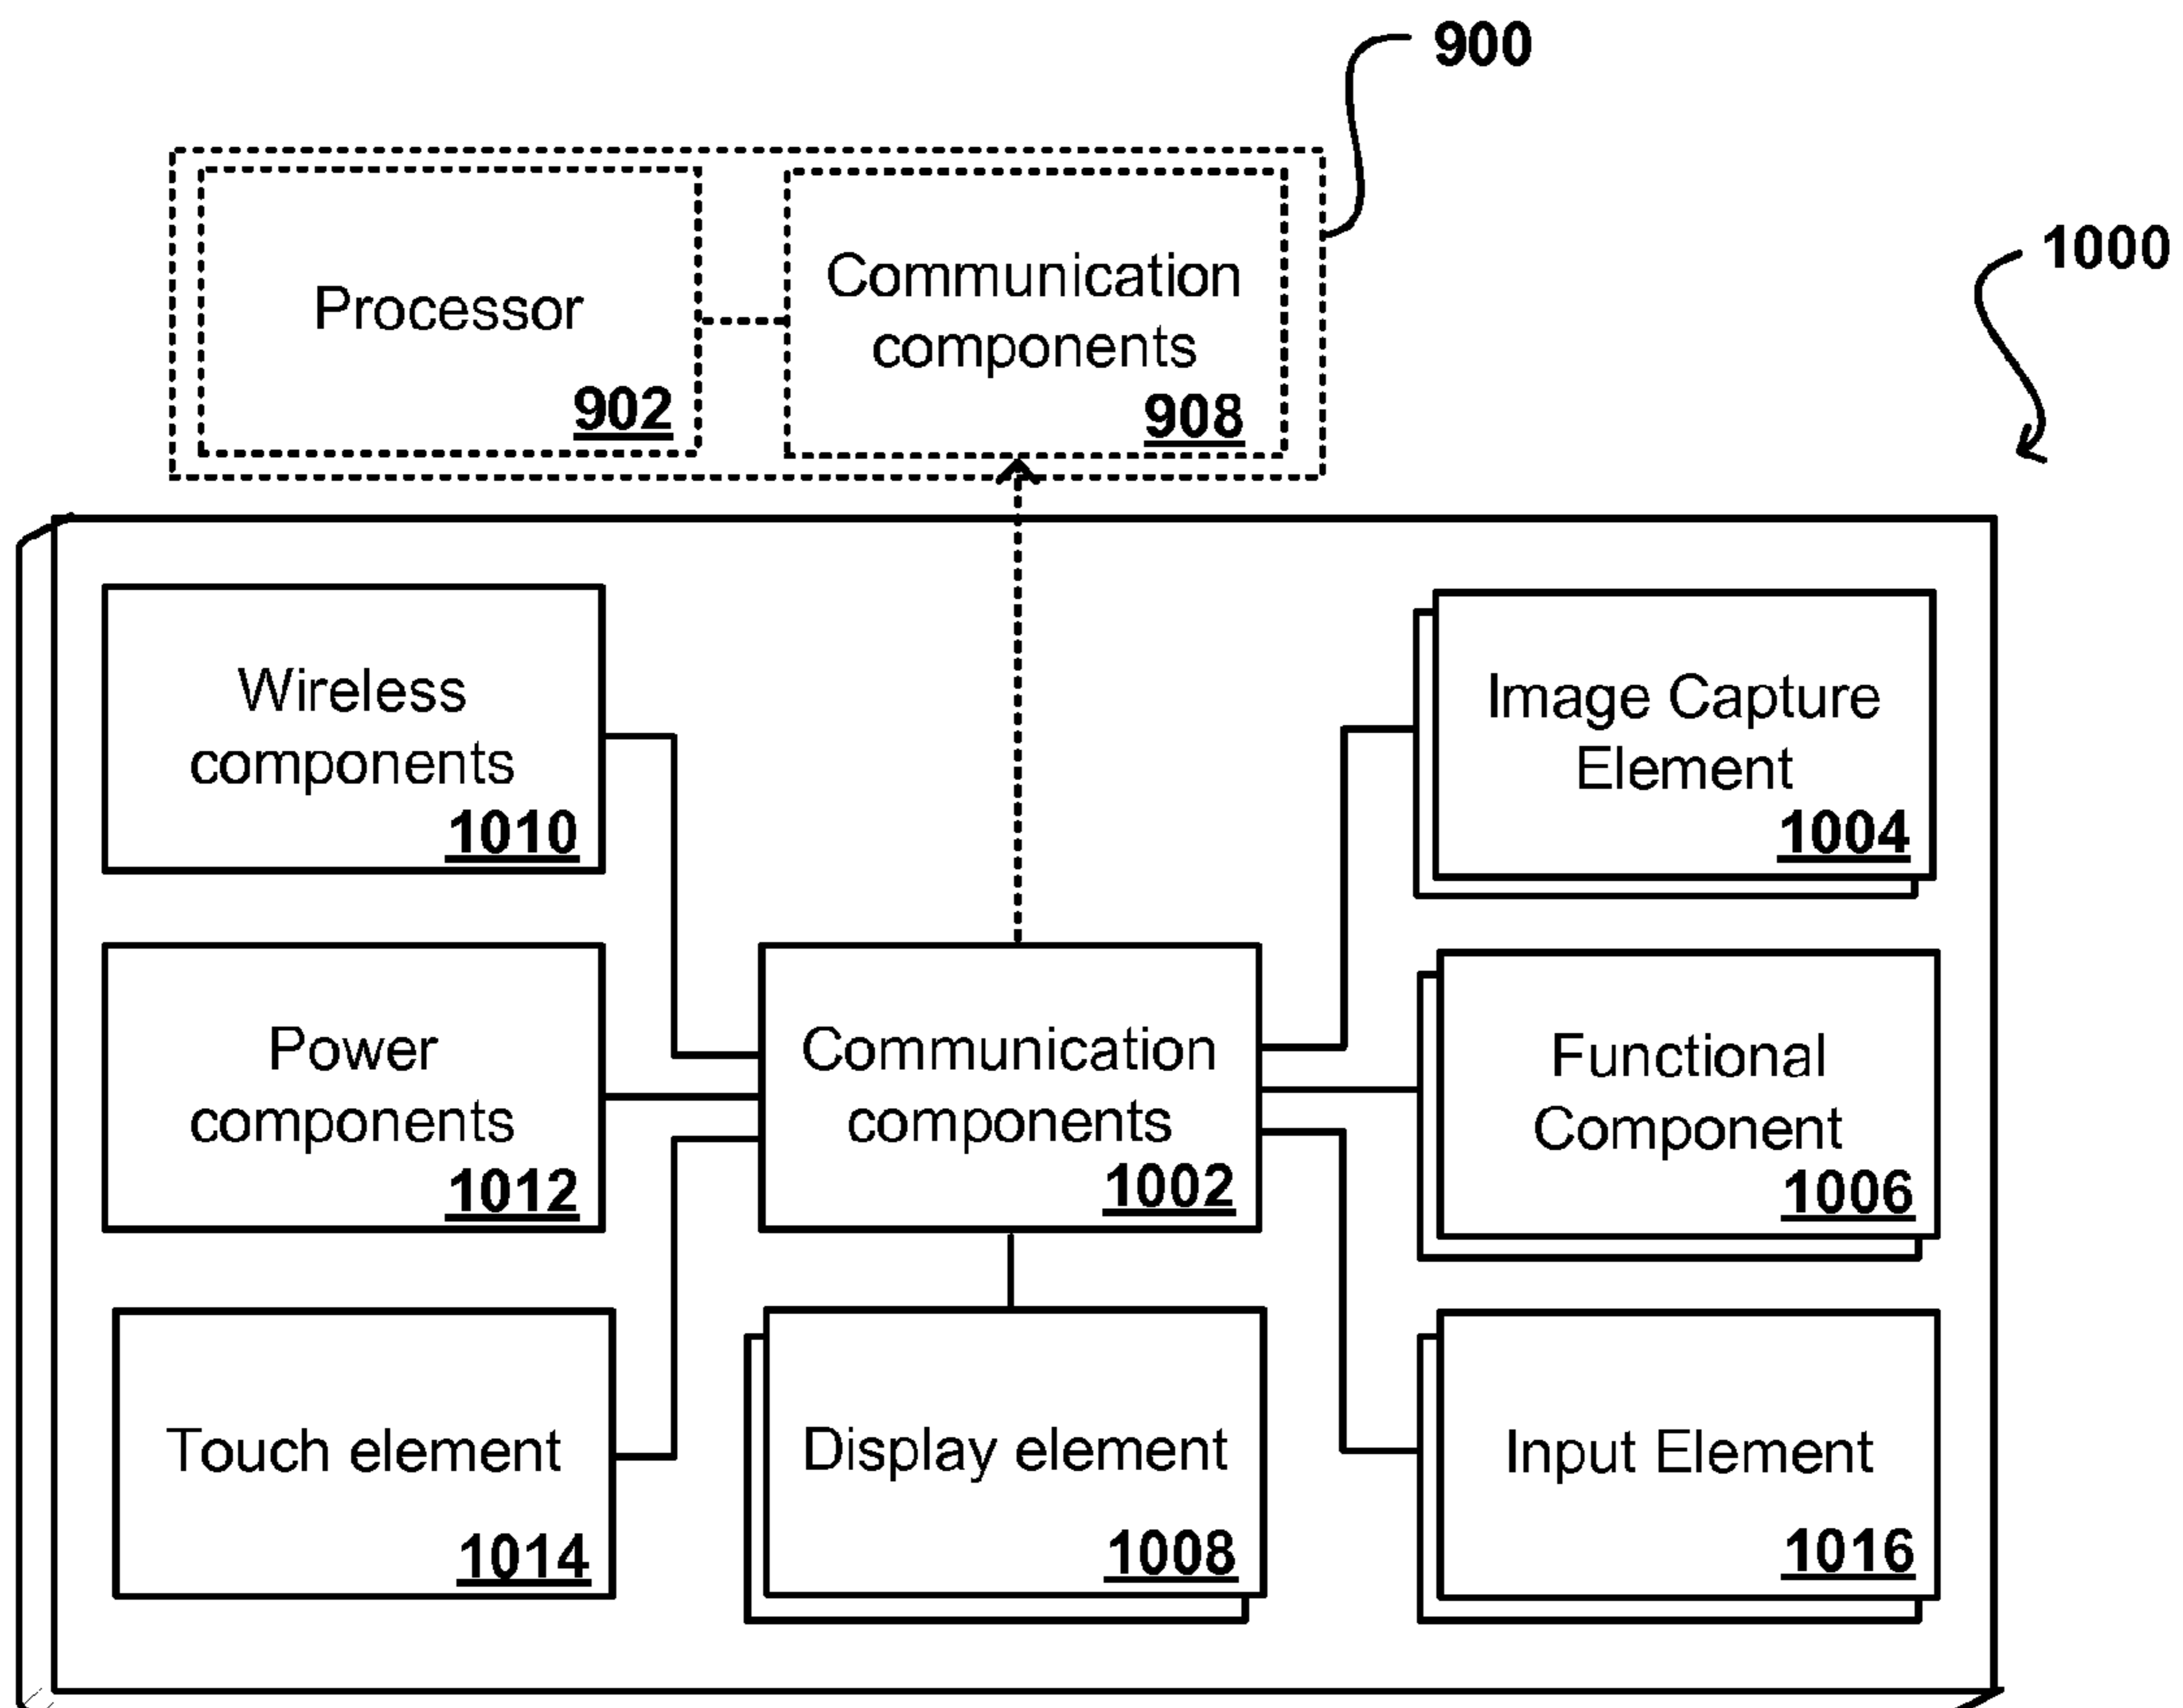 900
1000
Processor
902
Communication
components
908
Wireless
components
1010
Image Capture
Element
1004
Power
components
1012
Communication
components
1002
Functional
Component
1006
Touch element
1014
Display element
1008
Input Element
1016